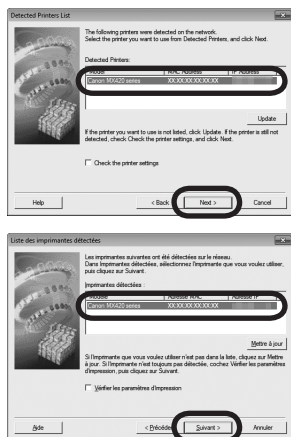 Detected Printers List
The following printers were detected on the network.
Select the printer you want to use from Detected Printers, and click Next.
Detected Printers:
Model MAC Address IP Address
Canon MX420 series XX:XX:XX:XX:XX:XX
Update
If the printer you want to use is not listed, click Update. If the printer is still not
detected, check Check the printer settings, and click Next.
Check the printer settings
Help < Back Next > Cancel
Liste des imprimantes détectées
Les imprimantes suivantes ont été détectées sur le réseau.
Dans Imprimantes détectées, sélectionnez l'imprimante que vous voulez utiliser,
puis cliquez sur Suivant.
Imprimantes détectées :
Modèle Adresse MAC Adresse IP
Canon MX420 series XX:XX:XX:XX:XX:XX
Mettre à jour
Si l'imprimante que vous voulez utiliser n'est pas dans la liste, cliquez sur Mettre
à jour. Si l'imprimante n'est toujours pas détectée, cochez Vérifier les paramètres
d'impression, puis cliquez sur Suivant.
Vérifier les paramètres d'impression
Aide < Précédent Suivant > Annuler